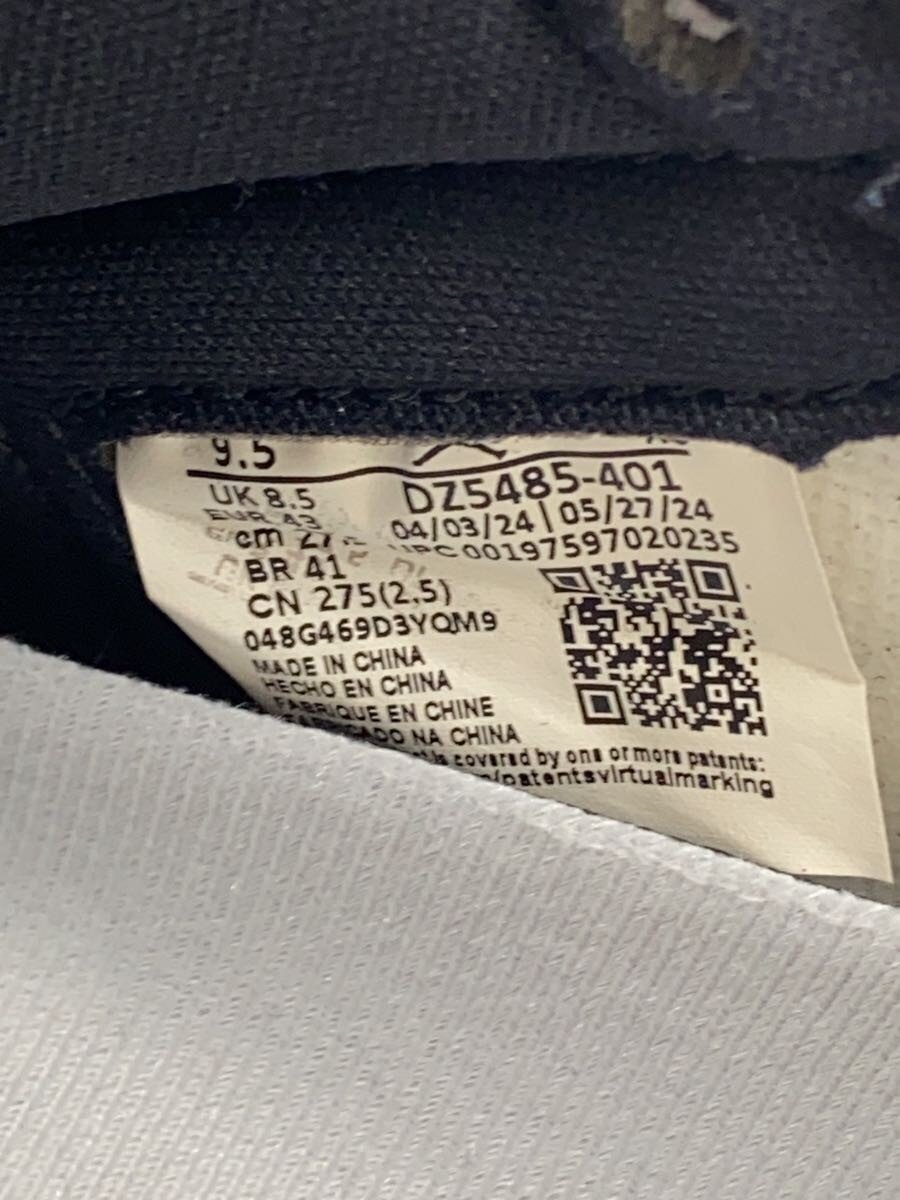 9.5
UK 8.5
EUR 43
cm
BR 41
CN 275(2.5)
DZ5485-401
04/03/24 | 05/27/24
UPC 00197597020235
048G469D3YQM9
MADE IN CHINA
HECHO EN CHINA
FABRIQUE EN CHINE
NA CHINA
is covered by one or more patents:
/patentsvirtualmarking